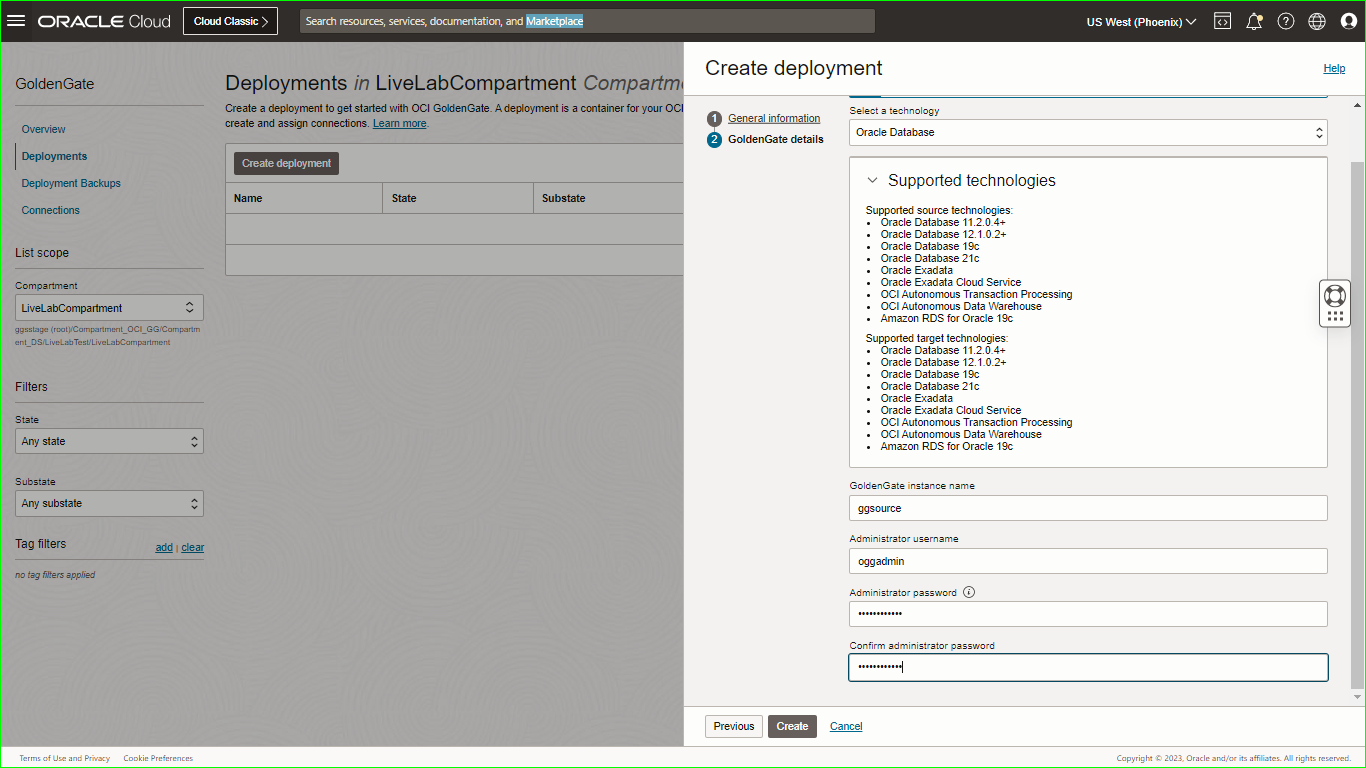 ORACLE Cloud
Cloud Classic >
Search resources, services, documentation, and Marketplace
US West (Phoenix)
GoldenGate
Overview
Deployments
Deployment Backups
Connections
List scope
Compartment
LiveLabCompartment
ggsstage (root)/Compartment_OCI_GG/Compartm
ent_DS/LiveLabTest/LiveLabCompartment
Filters
State
Any state
Substate
Any substate
Tag filters
add | clear
no tag filters applied
Deployments in LiveLabCompartment Compartme
Create a deployment to get started with OCI GoldenGate. A deployment is a container for your OCI
create and assign connections. Learn more.
Create deployment
Name State Substate
Create deployment
Help
1 General information
2 GoldenGate details
Select a technology
Oracle Database
Supported technologies
Supported source technologies:
• Oracle Database 11.2.0.4+
• Oracle Database 12.1.0.2+
• Oracle Database 19c
• Oracle Database 21c
• Oracle Exadata
• Oracle Exadata Cloud Service
• OCI Autonomous Transaction Processing
• OCI Autonomous Data Warehouse
• Amazon RDS for Oracle 19c
Supported target technologies:
• Oracle Database 11.2.0.4+
• Oracle Database 12.1.0.2+
• Oracle Database 19c
• Oracle Database 21c
• Oracle Exadata
• Oracle Exadata Cloud Service
• OCI Autonomous Transaction Processing
• OCI Autonomous Data Warehouse
• Amazon RDS for Oracle 19c
GoldenGate instance name
ggsource
Administrator username
oggadmin
Administrator password
••••••••••••
Confirm administrator password
••••••••••••
Previous
Create
Cancel
Terms of Use and Privacy
Cookie Preferences
Copyright © 2023, Oracle and/or its affiliates. All rights reserved.